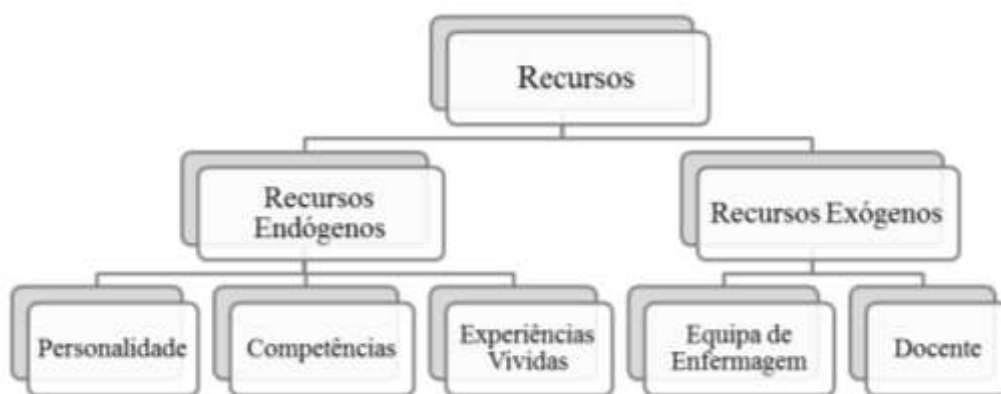 Recursos
Recursos
Endógenos
Recursos Exógenos
Personalidade
Competências
Experiências
Vividas
Equipa de
Enfermagem
Docente